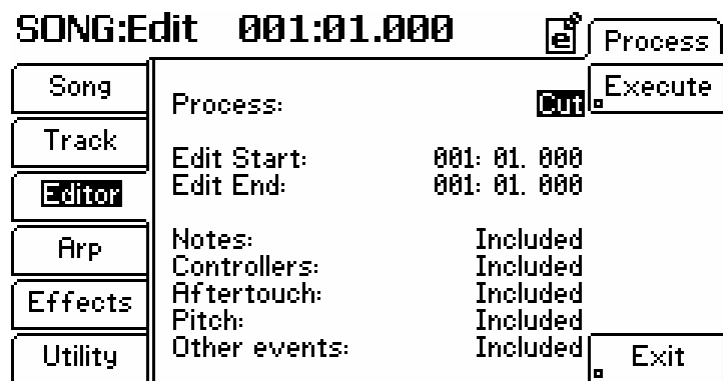 SONG:Edit 001:01.000
Process
Execute
Song
Track
Editor
Arp
Effects
Utility
Process: Cut
Edit Start: 001: 01. 000
Edit End: 001: 01. 000
Notes: Included
Controllers: Included
Aftertouch: Included
Pitch: Included
Other events: Included
Exit